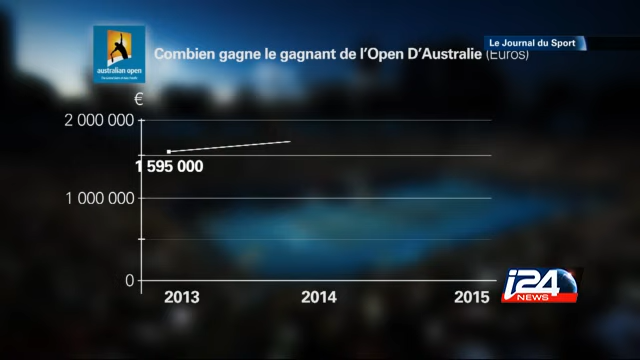 Le Journal du Sport
Combien gagne le gagnant de l'Open D'Australie (Euros)
australian open
€
2 000 000
1 595 000
1 000 000
0
2013
2014
2015
i24
NEWS